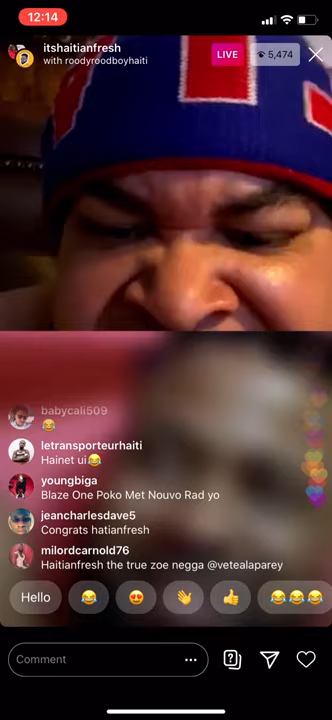 12:14
itshaitianfresh
with roodyroodboyhaiti
LIVE
5,474
babycali509
😂
letransporteurhaiti
Hainet ui😂
youngbiga
Blaze One Poko Met Nouvo Rad yo
jeancharlesdave5
Congrats hatianfresh
milordcarnold76
Haitianfresh the true zoe negga @vetealaparey
Hello 😂 😍 👋 👍 😂😂😂
Comment